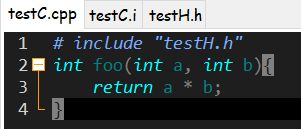 testC.cpp testC.i testH.h
1 # include "testH.h"
2 int foo(int a, int b){
3 return a * b;
4 }